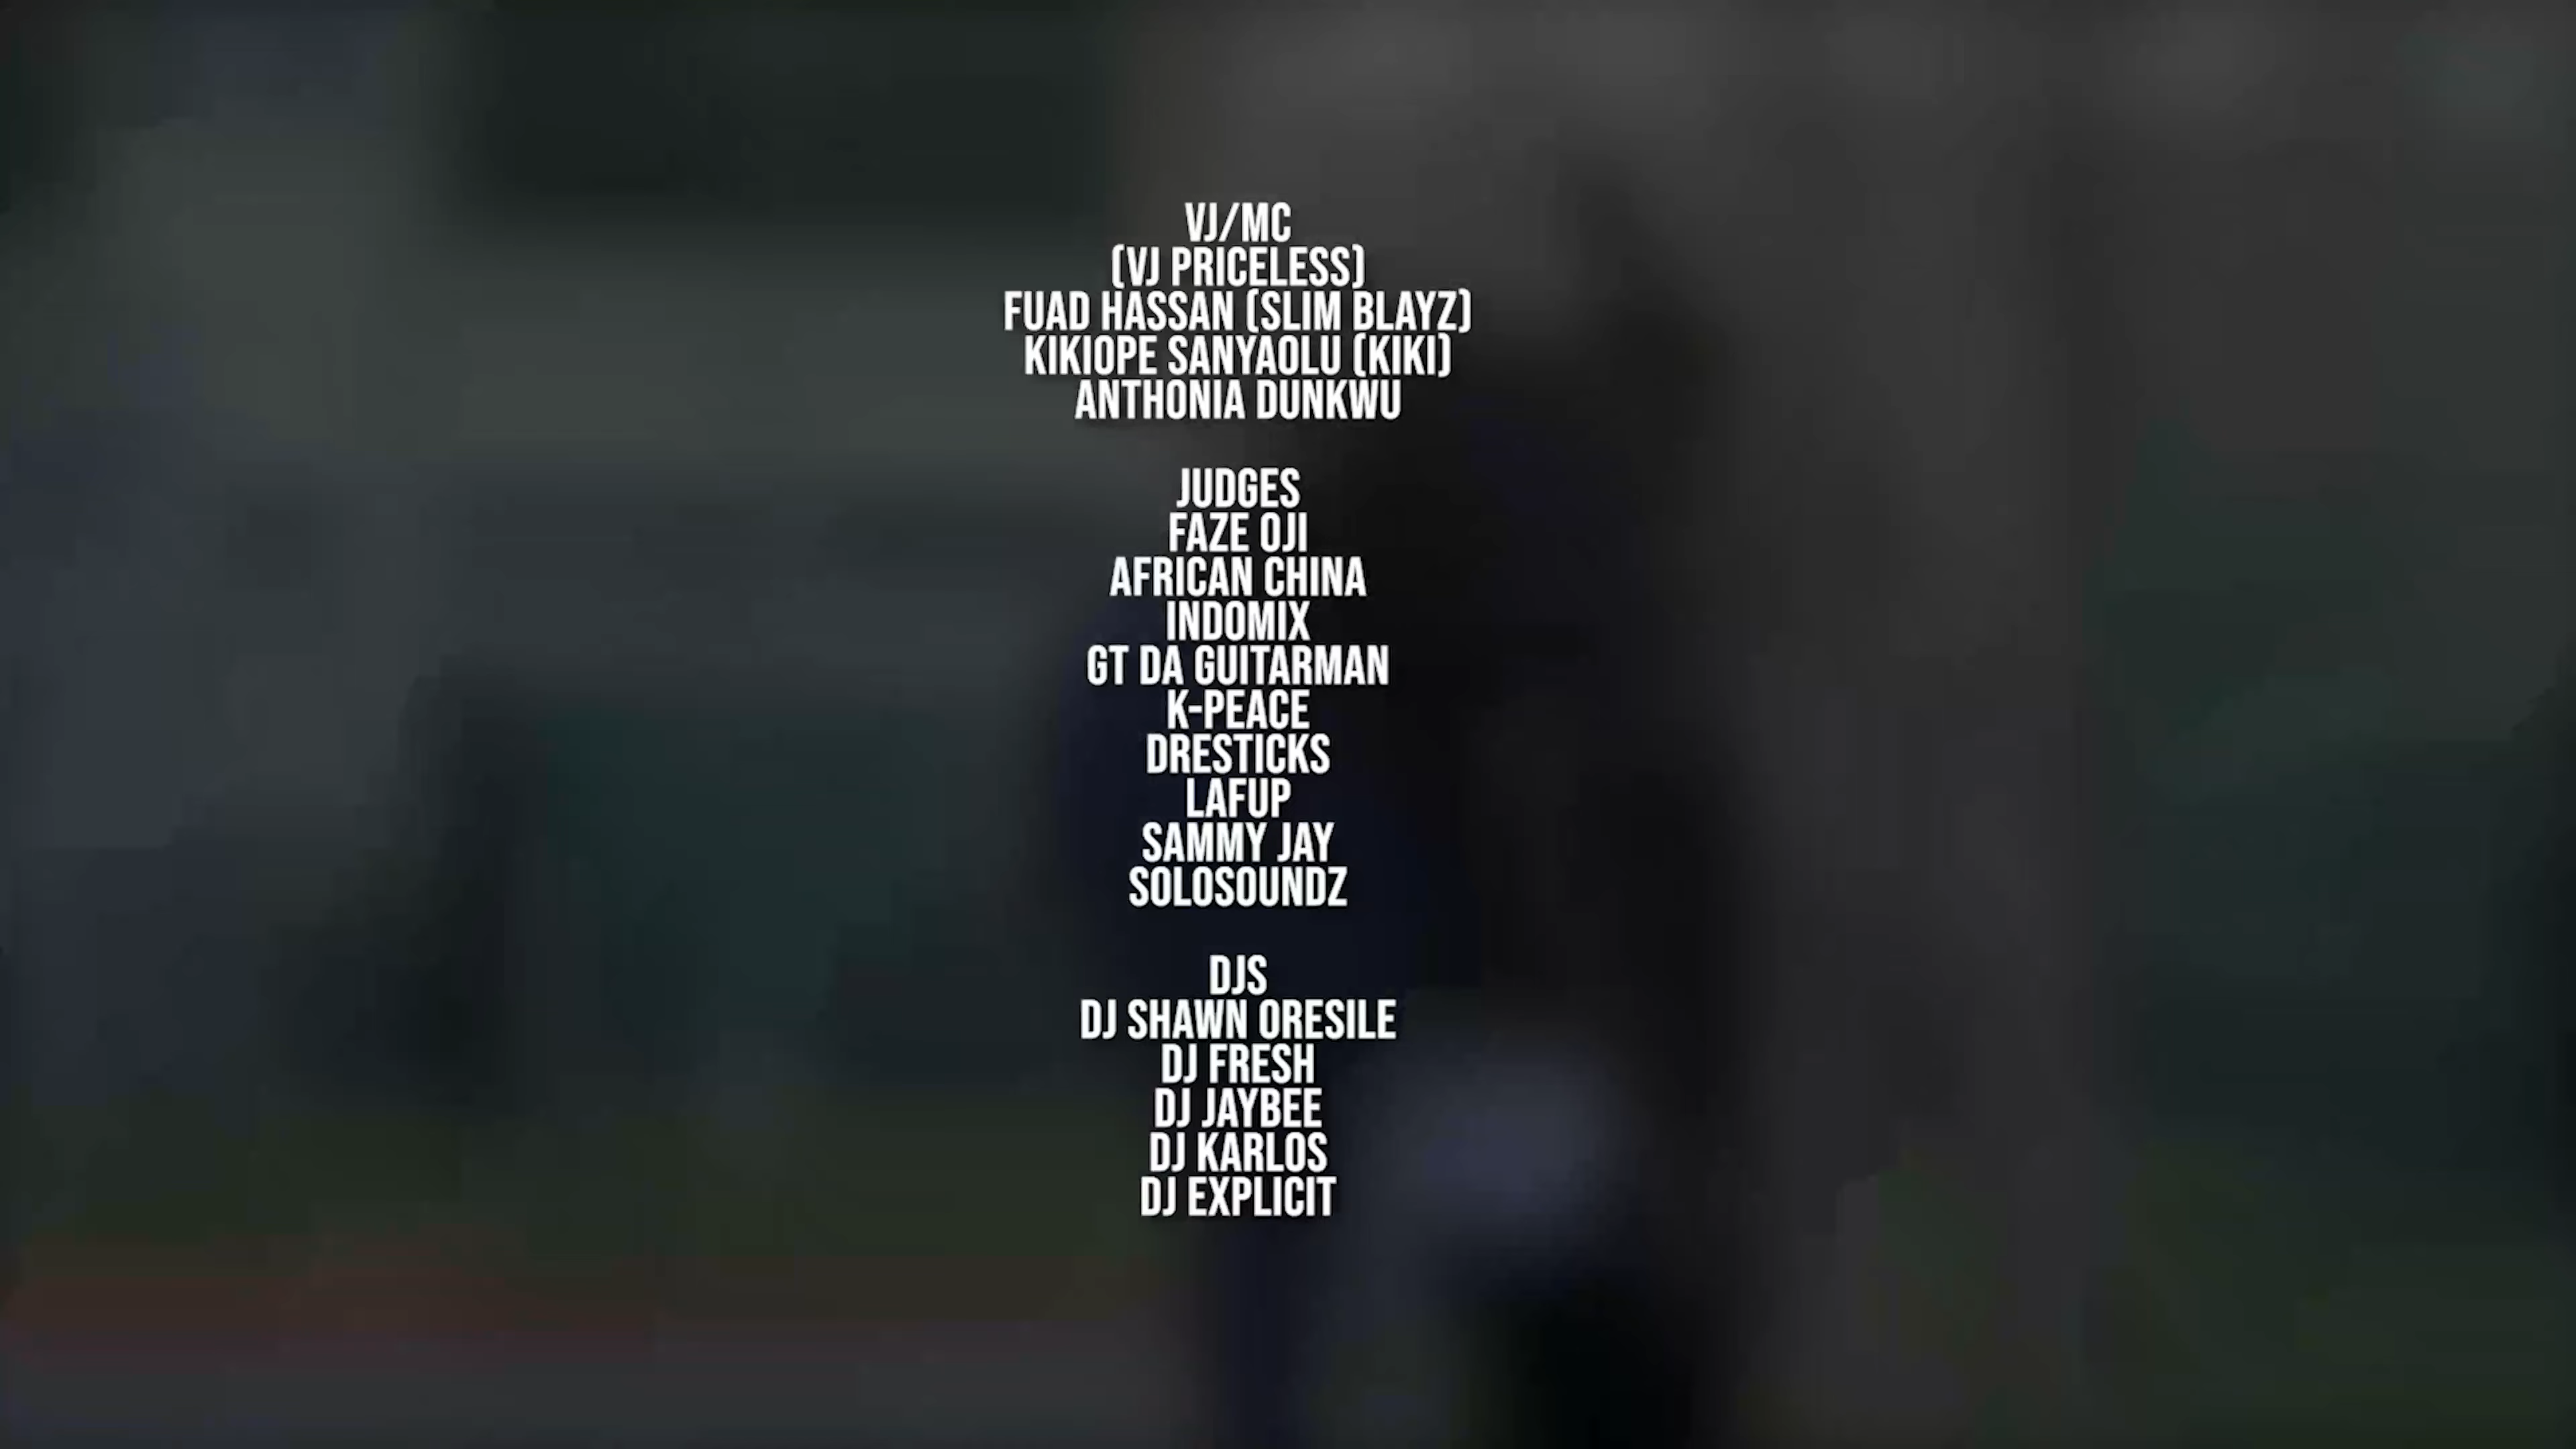 VJ/MC
(VJ PRICELESS)
FUAD HASSAN (SLIM BLAYZ)
KIKIOPE SANYAOLU (KIKI)
ANTHONIA DUNKWU
JUDGES
FAZE OJI
AFRICAN CHINA
INDOMIX
GT DA GUITARMAN
K-PEACE
DRESTICKS
LAFUP
SAMMY JAY
SOLOSOUNDZ
DJS
DJ SHAWN ORESILE
DJ FRESH
DJ JAYBEE
DJ KARLOS
DJ EXPLICIT